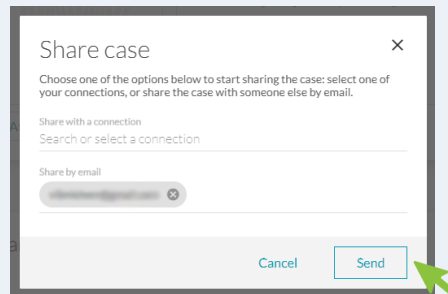 Share case
Choose one of the options below to start sharing the case: select one of
your connections, or share the case with someone else by email.
Share with a connection
Search or select a connection
Share by email
Cancel
Send